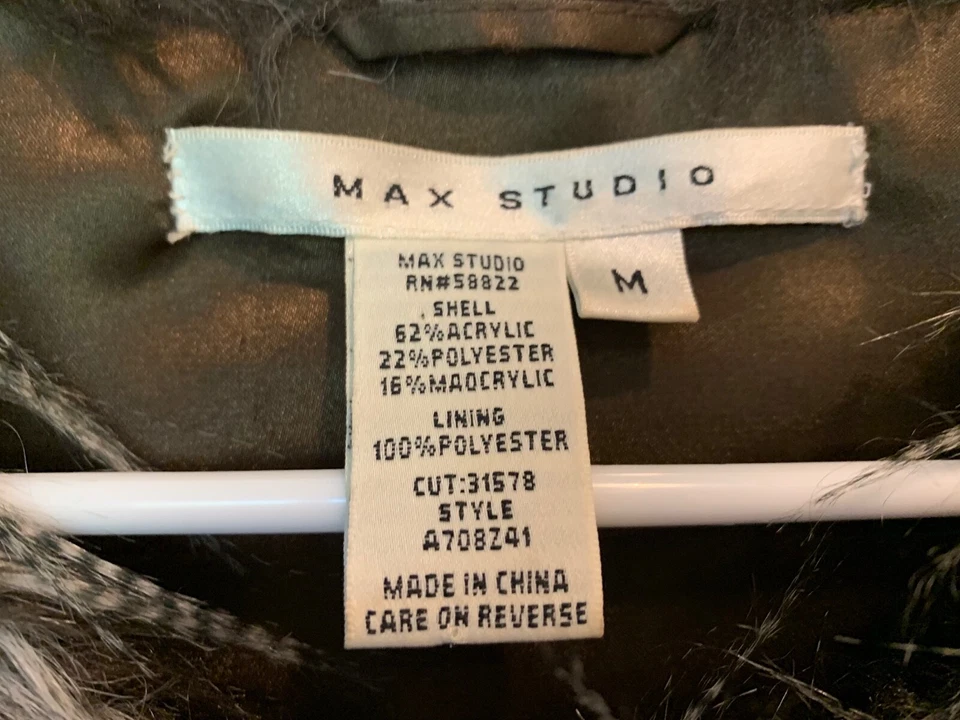 MAX STUDIO
M
MAX STUDIO
RN#58822
SHELL
62%ACRYLIC
22%POLYESTER
16%MAOCRYLIC
LINING
100%POLYESTER
CUT:31578
STYLE
A708Z41
MADE IN CHINA
CARE ON REVERSE